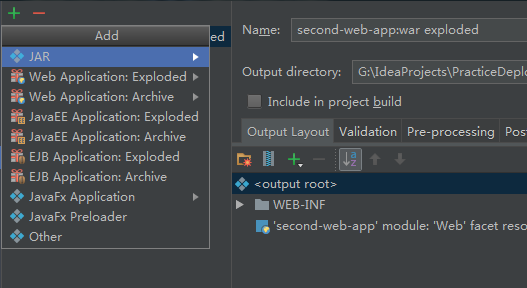 Add
JAR
Web Application: Exploded
Web Application: Archive
JavaEE Application: Exploded
JavaEE Application: Archive
EJB Application: Exploded
EJB Application: Archive
JavaFx Application
JavaFx Preloader
Other
ed
Name: second-web-app:war exploded
Output directory: G:\IdeaProjects\PracticeDepl
Include in project build
Output Layout Validation Pre-processing Post
<output root>
WEB-INF
'second-web-app' module: 'Web' facet reso